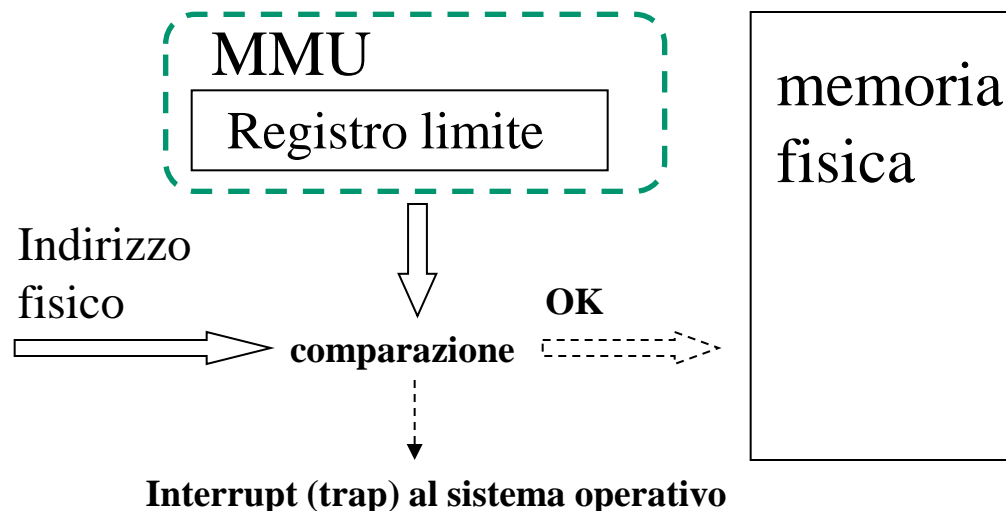 MMU
Registro limite
memoria
fisica
Indirizzo
fisico
OK
comparazione
Interrupt (trap) al sistema operativo